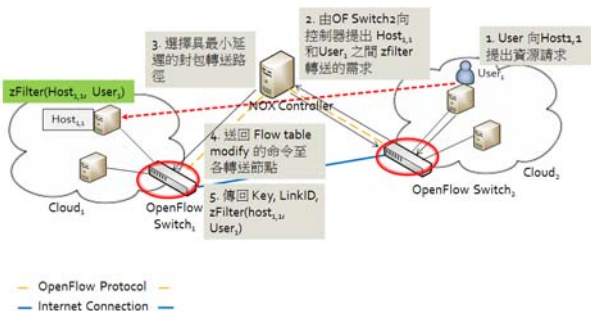 2. 由OF Switch2向
控制器提出 Host1,1
和User1 之間 zfilter
轉送的需求
1. User 向Host1,1
提出資源請求
3. 選擇具最小延
遲的封包轉送路
徑
User1
zFilter(Host1,1, User1)
NOX Controller
Host1,1
4. 送回 Flow table
modify 的命令至
各轉送節點
OpenFlow Switch2
Cloud2
Cloud1
OpenFlow
Switch1
5. 傳回 Key, LinkID,
zFilter(host1,1,
User1)
OpenFlow Protocol
Internet Connection